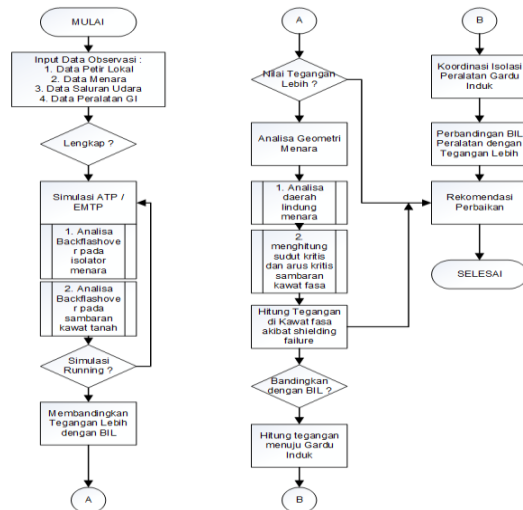 MULAI
Input Data Observasi :
1. Data Petir Lokal
2. Data Menara
3. Data Saluran Udara
4. Data Peralatan GI
Lengkap ?
Simulasi ATP /
EMTP
1. Analisa
Backflashove
r pada
isolator
menara
2. Analisa
Backflashove
r pada
sambaran
kawat tanah
Simulasi
Running ?
Membandingkan
Tegangan Lebih
dengan BIL
A
A
Nilai Tegangan
Lebih ?
Analisa Geometri
Menara
1. Analisa
daerah
lindung
menara
2.
menghitung
sudut kritis
dan arus kritis
sambaran
kawat fasa
Hitung Tegangan
di Kawat fasa
akibat shielding
failure
Bandingkan
dengan BIL ?
Hitung tegangan
menuju Gardu
Induk
B
B
Koordinasi Isolasi
Peralatan Gardu
Induk
Perbandingan BIL
Peralatan dengan
Tegangan Lebih
Rekomendasi
Perbaikan
SELESAI